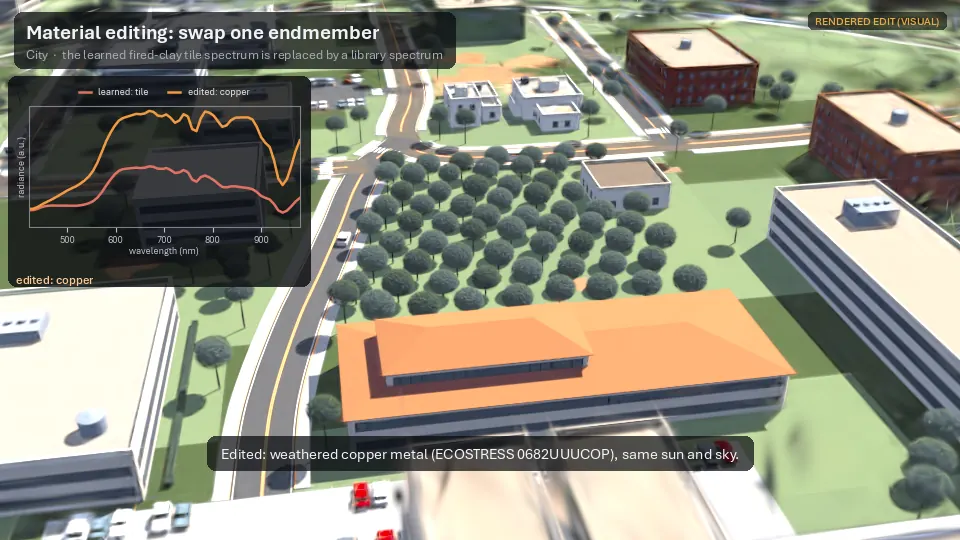 Material editing: swap one endmember
City · the learned fired-clay tile spectrum is replaced by a library spectrum
RENDERED EDIT (VISUAL)
learned: tile
edited: copper
radiance (a.u.)
500 600 700 800 900
wavelength (nm)
edited: copper
Edited: weathered copper metal (ECOSTRESS 0682UUUCOP), same sun and sky.